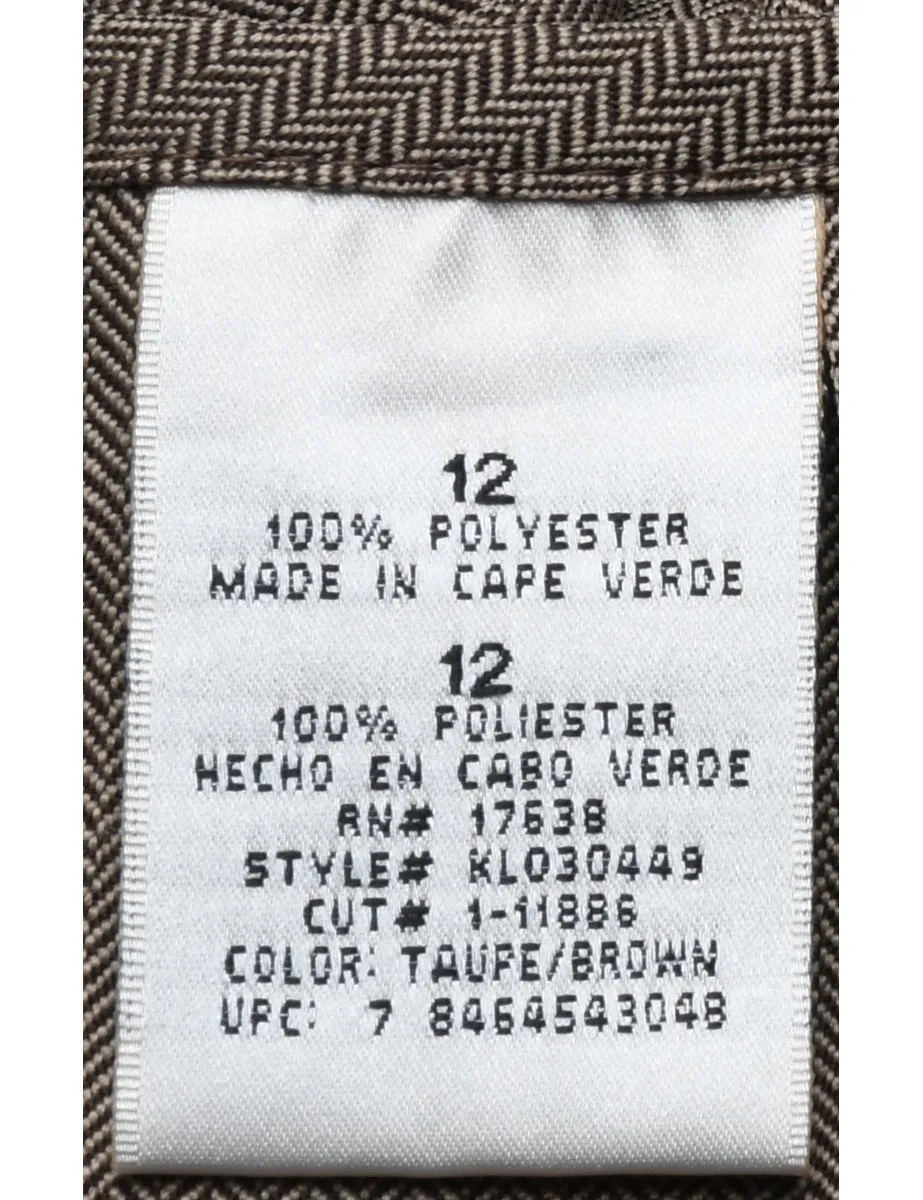 12
100% POLYESTER
MADE IN CAPE VERDE
12
100% POLIESTER
HECHO EN CABO VERDE
RN# 17638
STYLE# KL030449
CUT# 1-11886
COLOR: TAUPE/BROWN
UPC: 7 8464543048